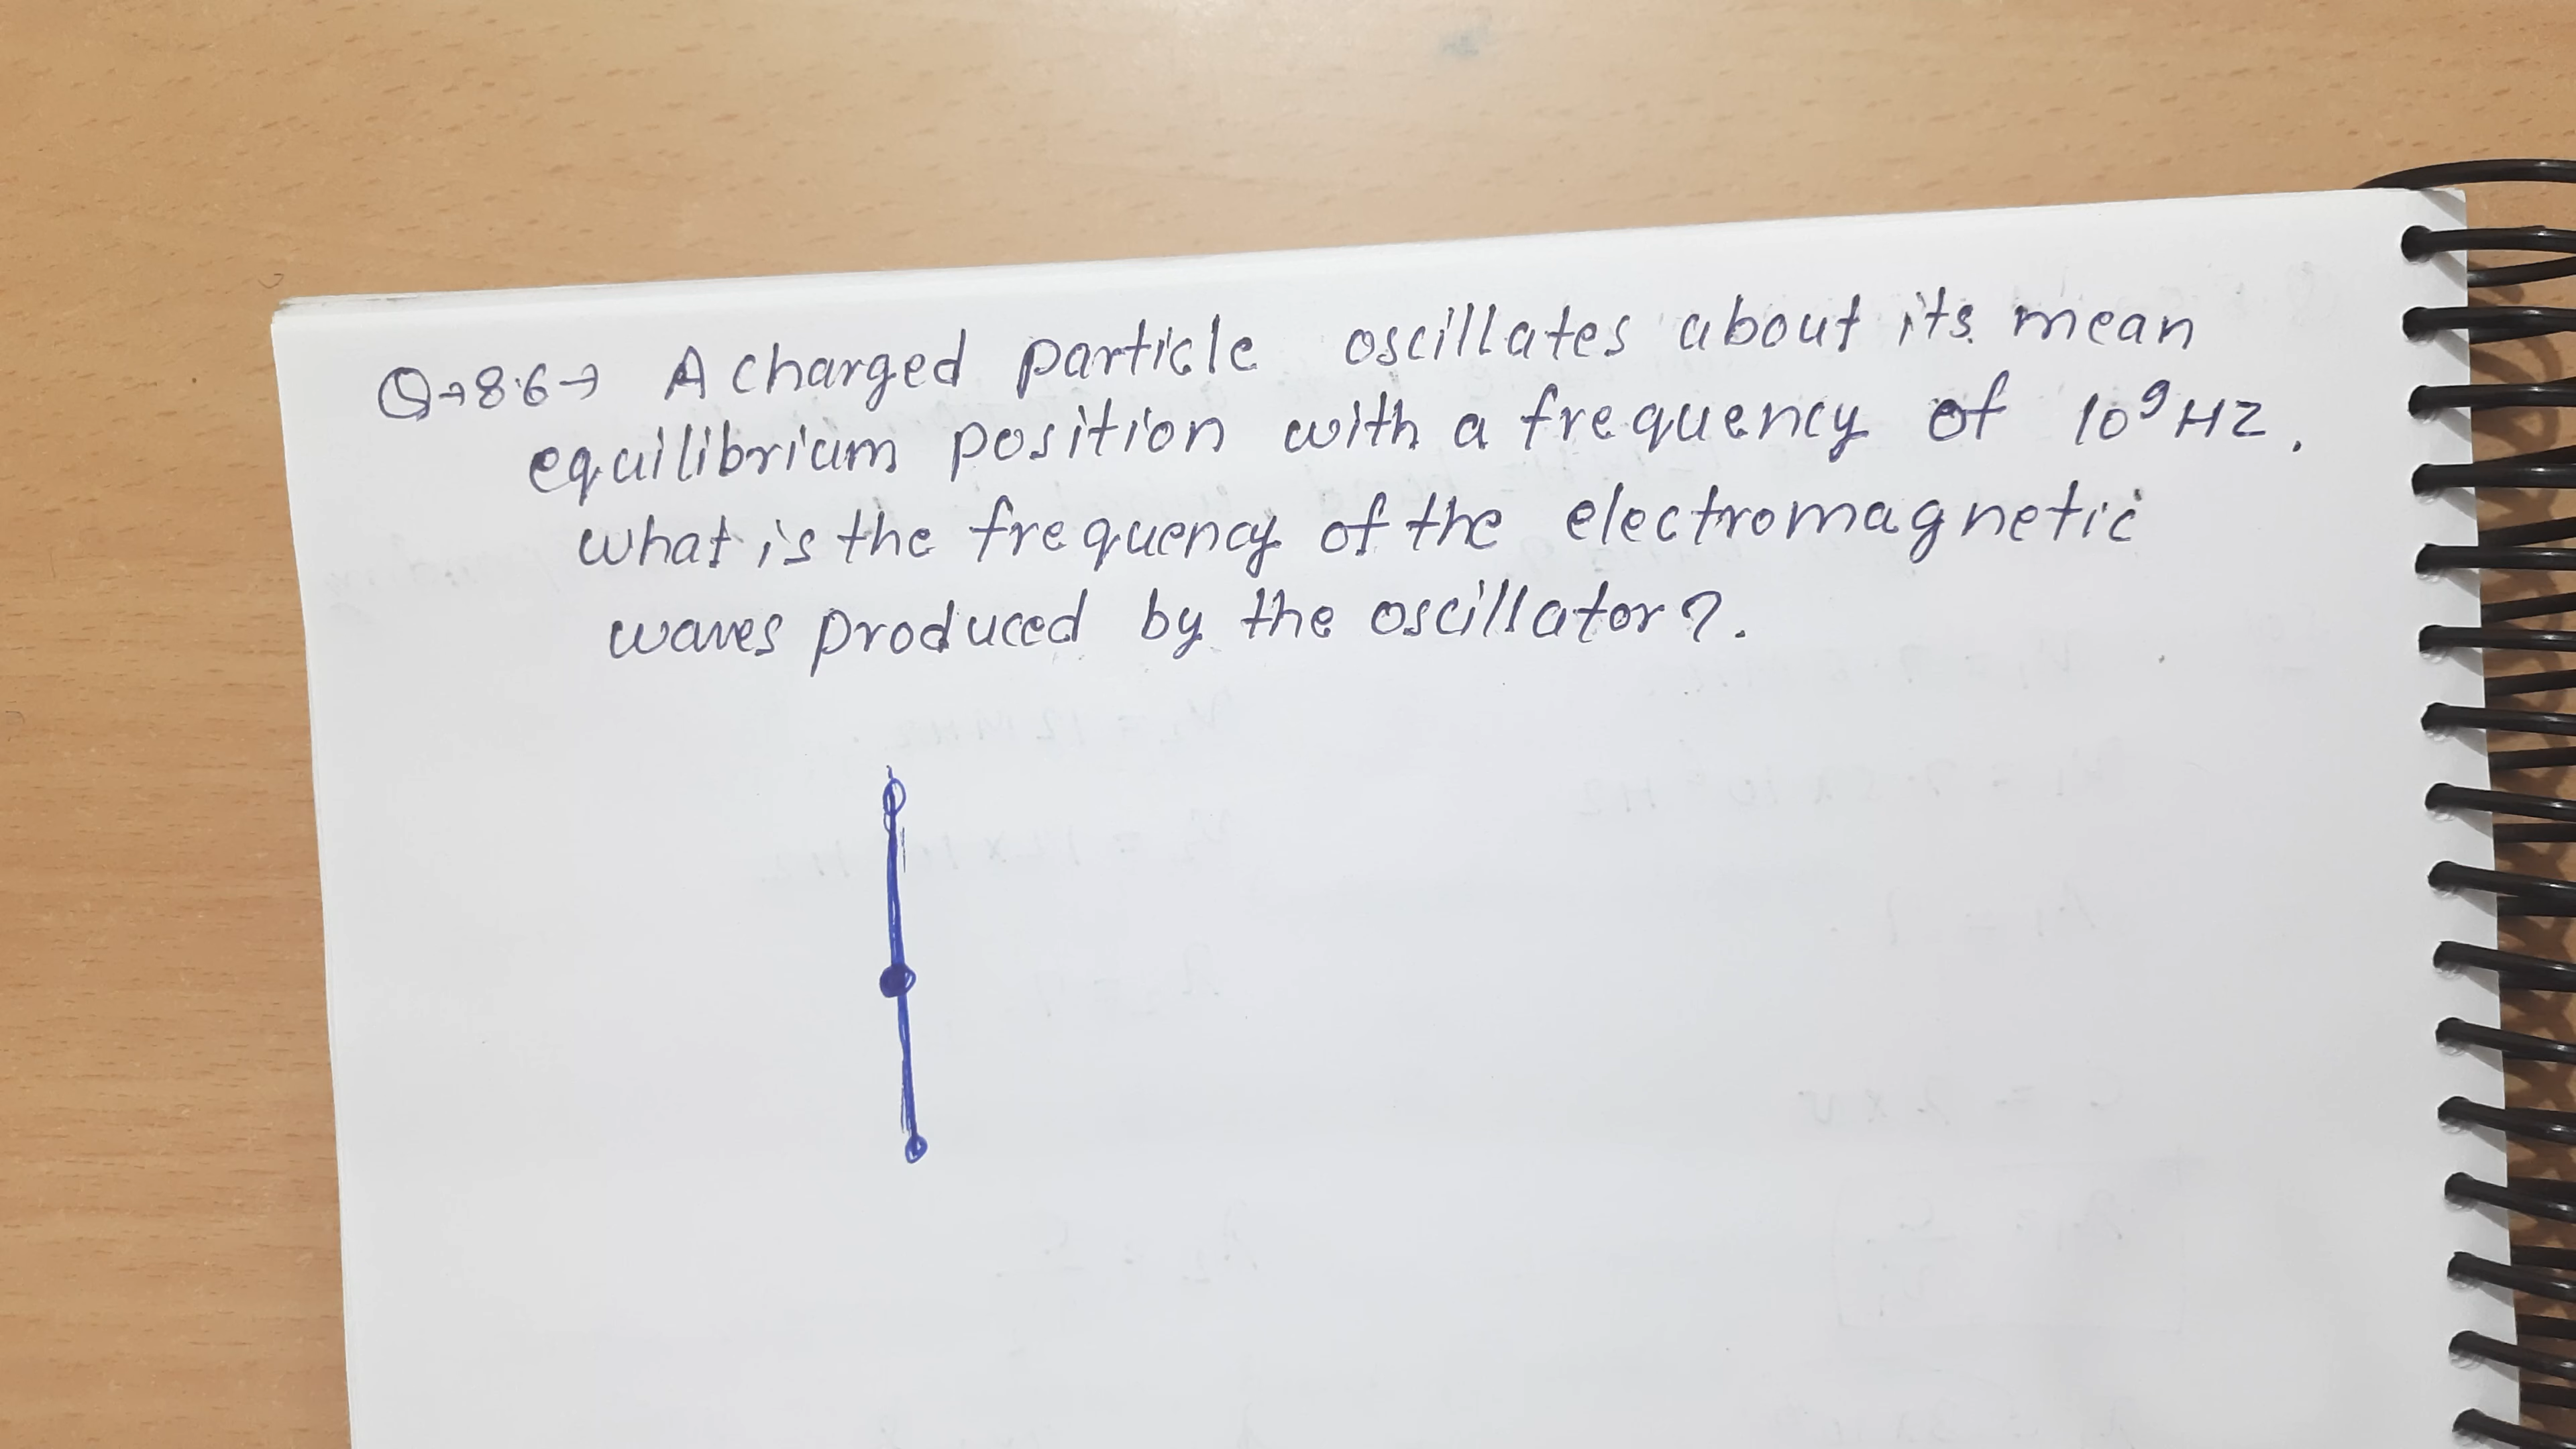 Q→8.6→ A charged particle oscillates about its mean
equilibrium position with a frequency of 10⁹ HZ.
what is the frequency of the electromagnetic
waves produced by the oscillator?.